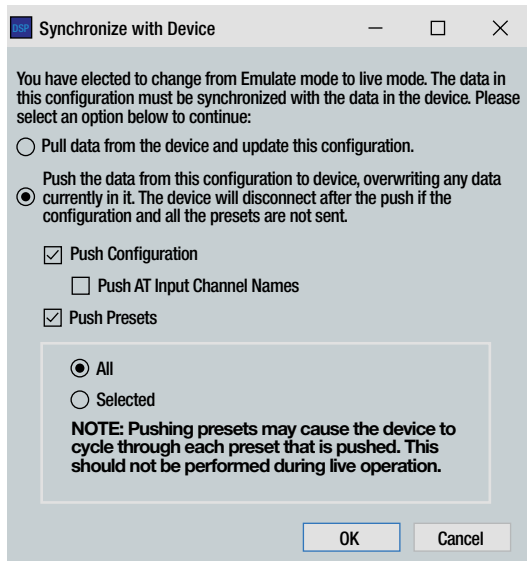 DSP Synchronize with Device
You have elected to change from Emulate mode to live mode. The data in
this configuration must be synchronized with the data in the device. Please
select an option below to continue:
Pull data from the device and update this configuration.
Push the data from this configuration to device, overwriting any data
currently in it. The device will disconnect after the push if the
configuration and all the presets are not sent.
Push Configuration
Push AT Input Channel Names
Push Presets
All
Selected
NOTE: Pushing presets may cause the device to
cycle through each preset that is pushed. This
should not be performed during live operation.
OK Cancel